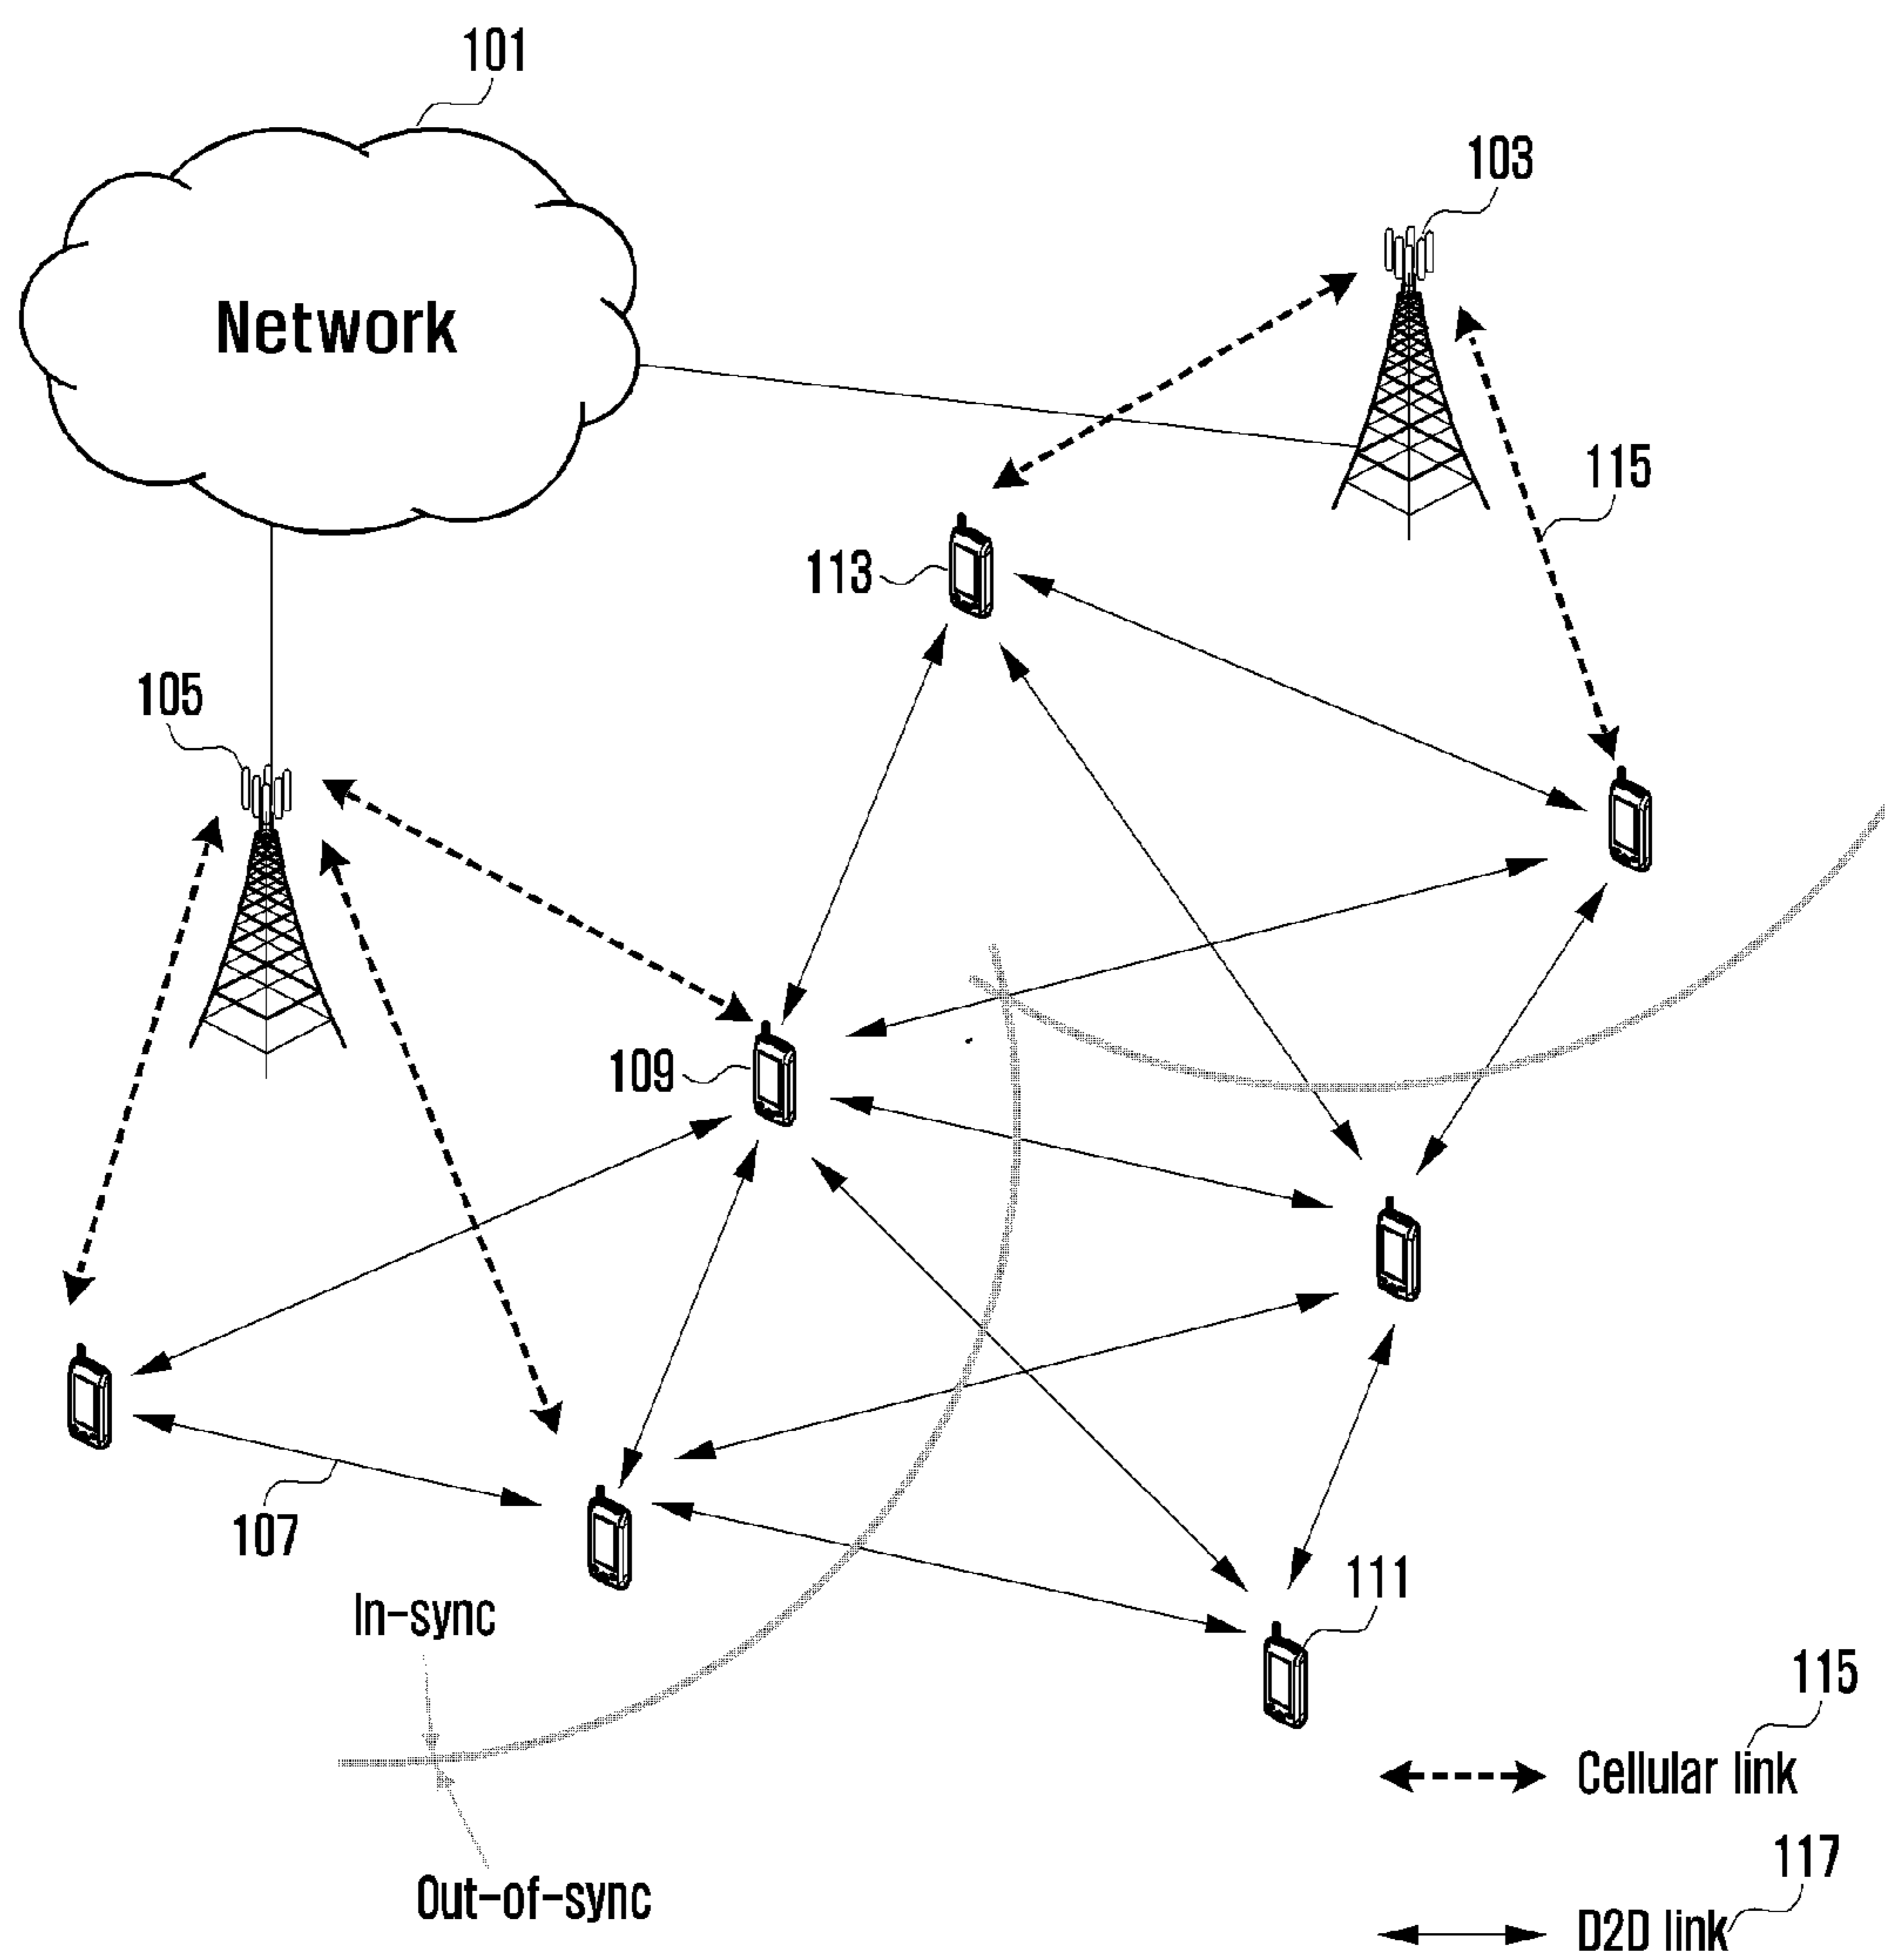 101
103
Network
115
113
105
109
107
111
In-sync
115
Cellular link
Out-of-sync
117
D2D link